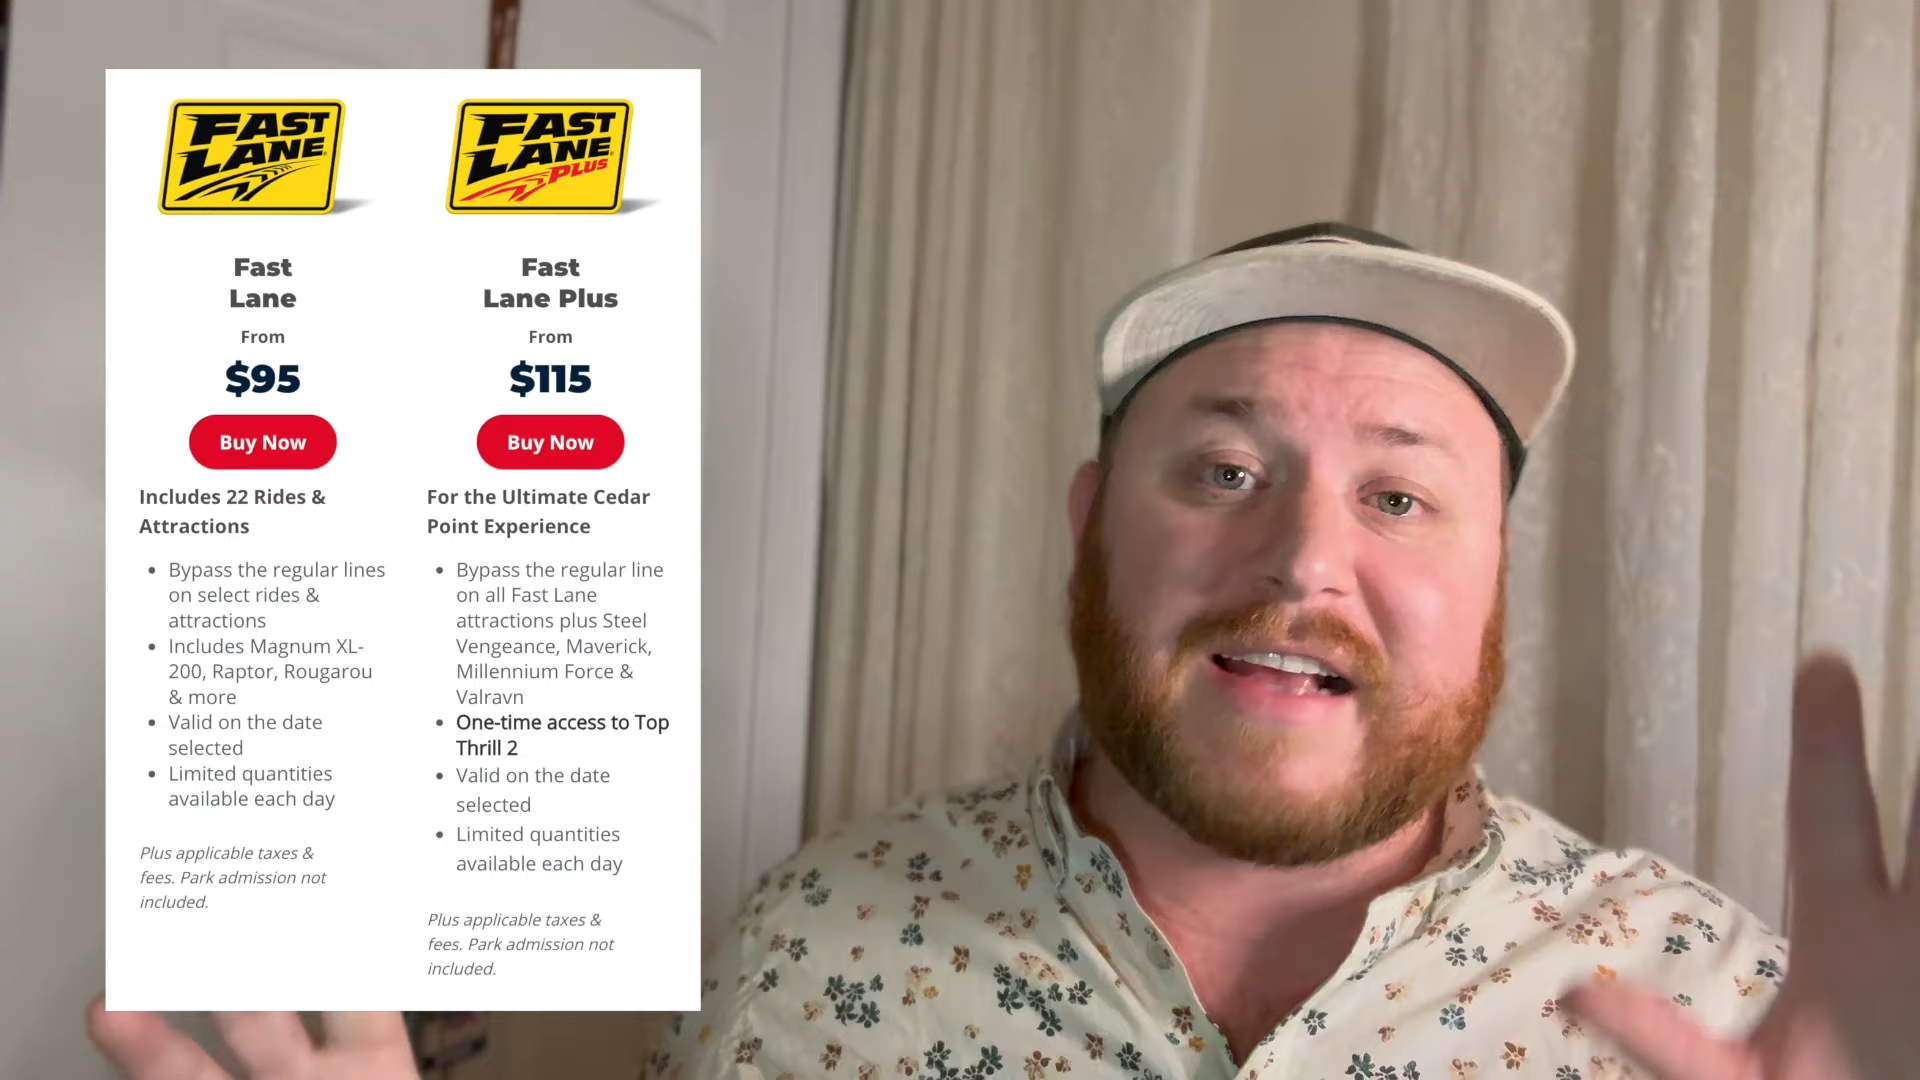 FAST
LANE
Fast
Lane
From
$95
Buy Now
Includes 22 Rides &
Attractions
Bypass the regular lines
on select rides &
attractions
Includes Magnum XL-
200, Raptor, Rougarou
& more
Valid on the date
selected
Limited quantities
available each day
Plus applicable taxes &
fees. Park admission not
included.
FAST
LANE
PLUS
Fast
Lane Plus
From
$115
Buy Now
For the Ultimate Cedar
Point Experience
Bypass the regular line
on all Fast Lane
attractions plus Steel
Vengeance, Maverick,
Millennium Force &
Valravn
One-time access to Top
Thrill 2
Valid on the date
selected
Limited quantities
available each day
Plus applicable taxes &
fees. Park admission not
included.